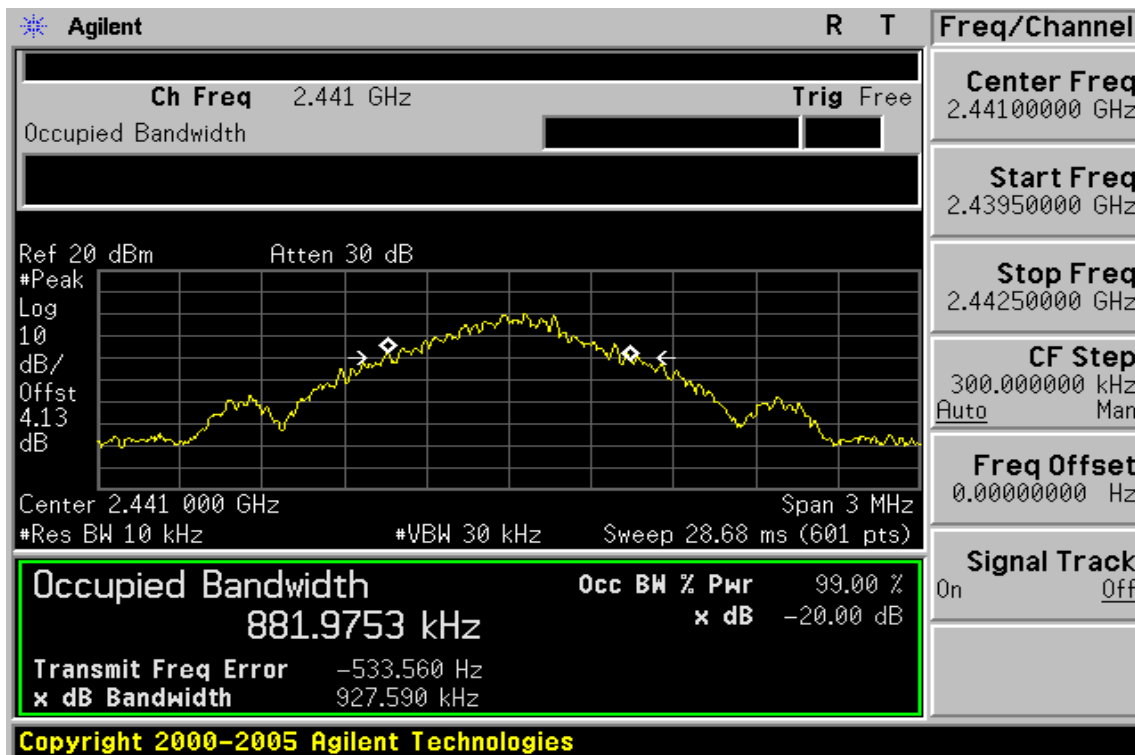 Agilent R T Freq/Channel
Ch Freq 2.441 GHz Trig Free
Occupied Bandwidth
Center Freq
2.44100000 GHz
Start Freq
2.43950000 GHz
Stop Freq
2.44250000 GHz
CF Step
300.000000 kHz
Auto Man
Freq Offset
0.00000000 Hz
Signal Track
On Off
Ref 20 dBm Atten 30 dB
#Peak
Log
10
dB/
Offst
4.13
dB
Center 2.441 000 GHz Span 3 MHz
#Res BW 10 kHz #VBW 30 kHz Sweep 28.68 ms (601 pts)
Occupied Bandwidth Occ BW % Pwr 99.00 %
881.9753 kHz x dB -20.00 dB
Transmit Freq Error -533.560 Hz
x dB Bandwidth 927.590 kHz
Copyright 2000-2005 Agilent Technologies